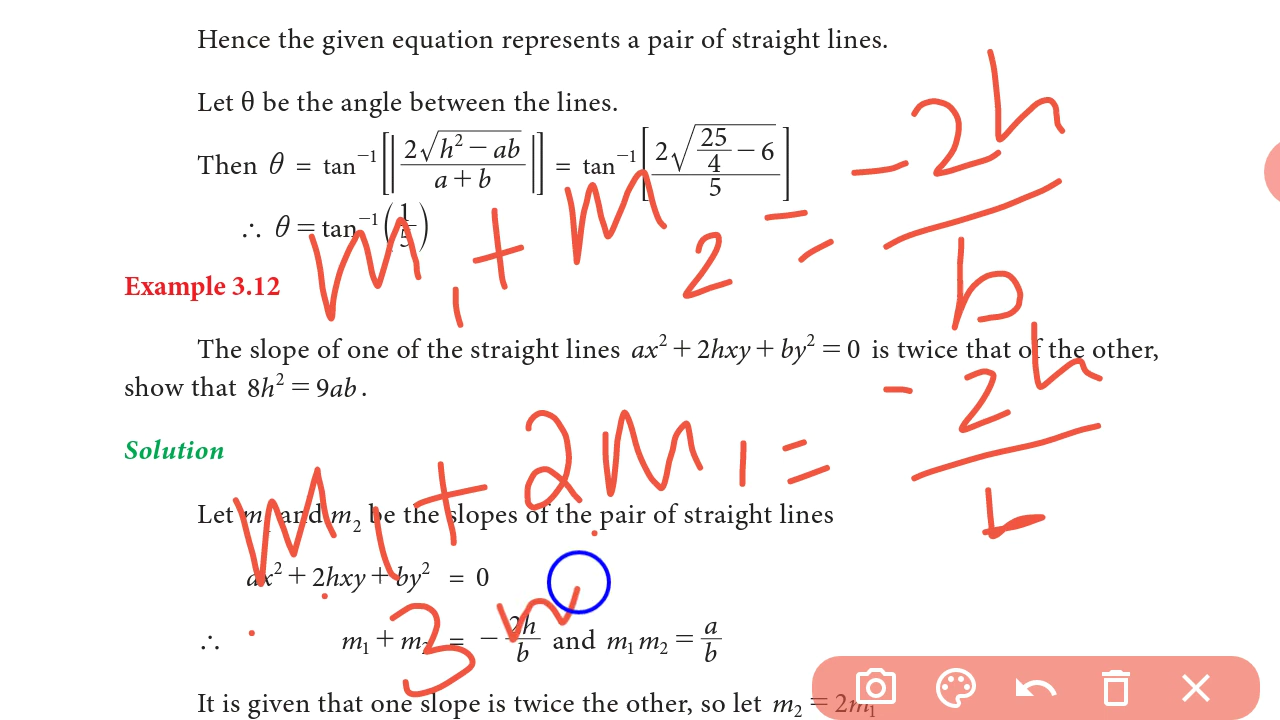 Hence the given equation represents a pair of straight lines.
Let θ be the angle between the lines.
Then θ = tan⁻¹[|2√(h² − ab)/(a + b)|] = tan⁻¹[2√(25/4 − 6)/5]
∴ θ = tan⁻¹(1/5)
m₁ + m₂ = −2h/b
Example 3.12
The slope of one of the straight lines ax² + 2hxy + by² = 0 is twice that of the other,
show that 8h² = 9ab.
m₁ + 2m₁ = −2h/b
Solution
Let m₁ and m₂ be the slopes of the pair of straight lines
ax² + 2hxy + by² = 0
3m
∴ m₁ + m₂ = −2h/b and m₁m₂ = a/b
It is given that one slope is twice the other, so let m₂ = 2m₁